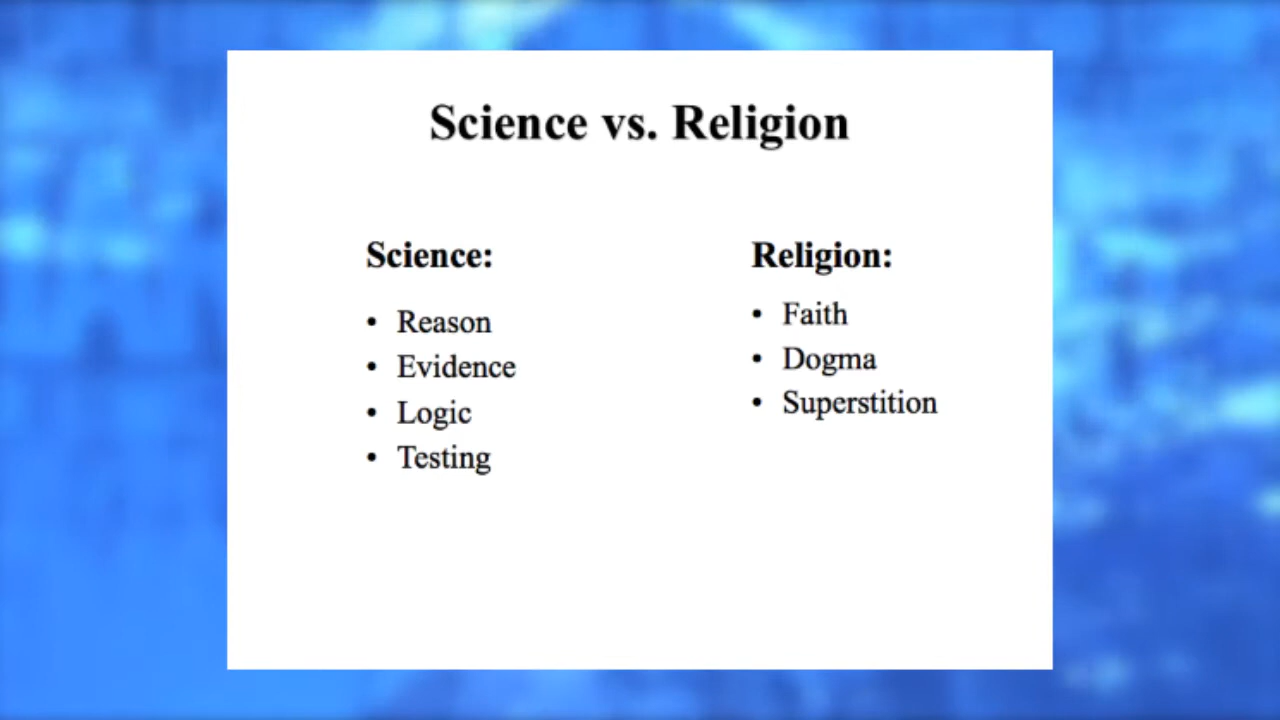 Science vs. Religion
Science:
• Reason
• Evidence
• Logic
• Testing
Religion:
• Faith
• Dogma
• Superstition